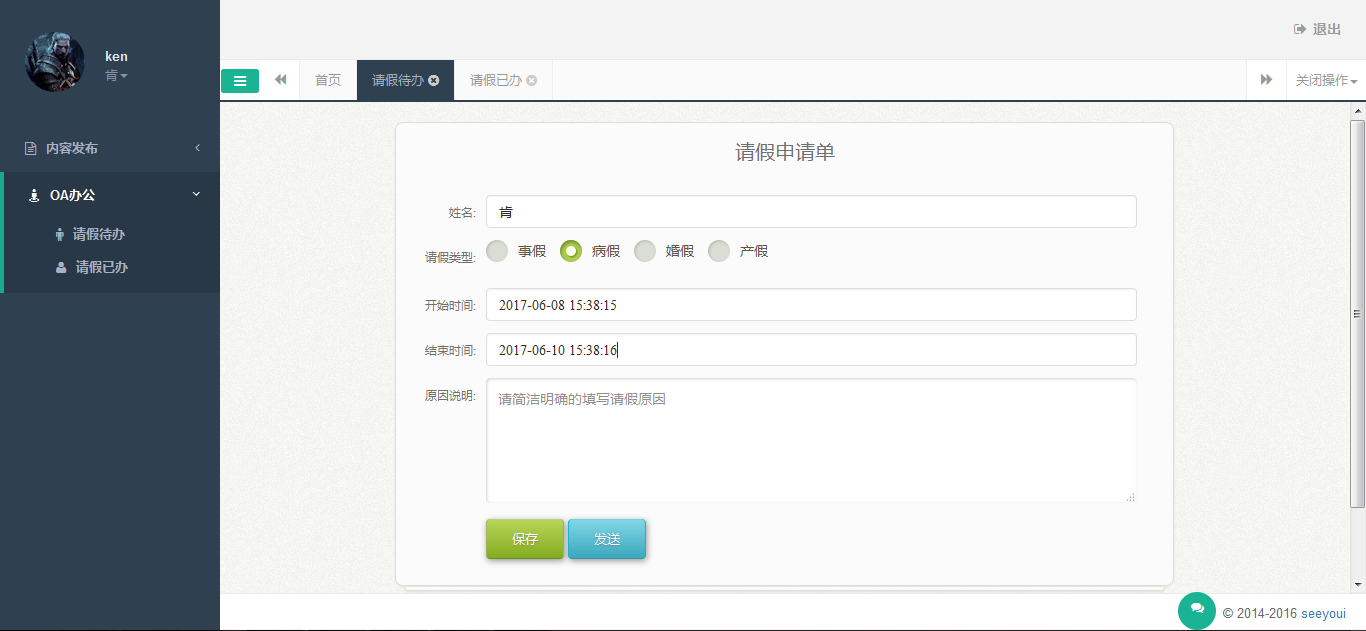 ken
肯
退出
首页
请假待办
请假已办
关闭操作
内容发布
OA办公
请假待办
请假已办
请假申请单
姓名:
肯
请假类型:
事假
病假
婚假
产假
开始时间:
2017-06-08 15:38:15
结束时间:
2017-06-10 15:38:16
原因说明:
请简洁明确的填写请假原因
保存
发送
© 2014-2016 seeyoui